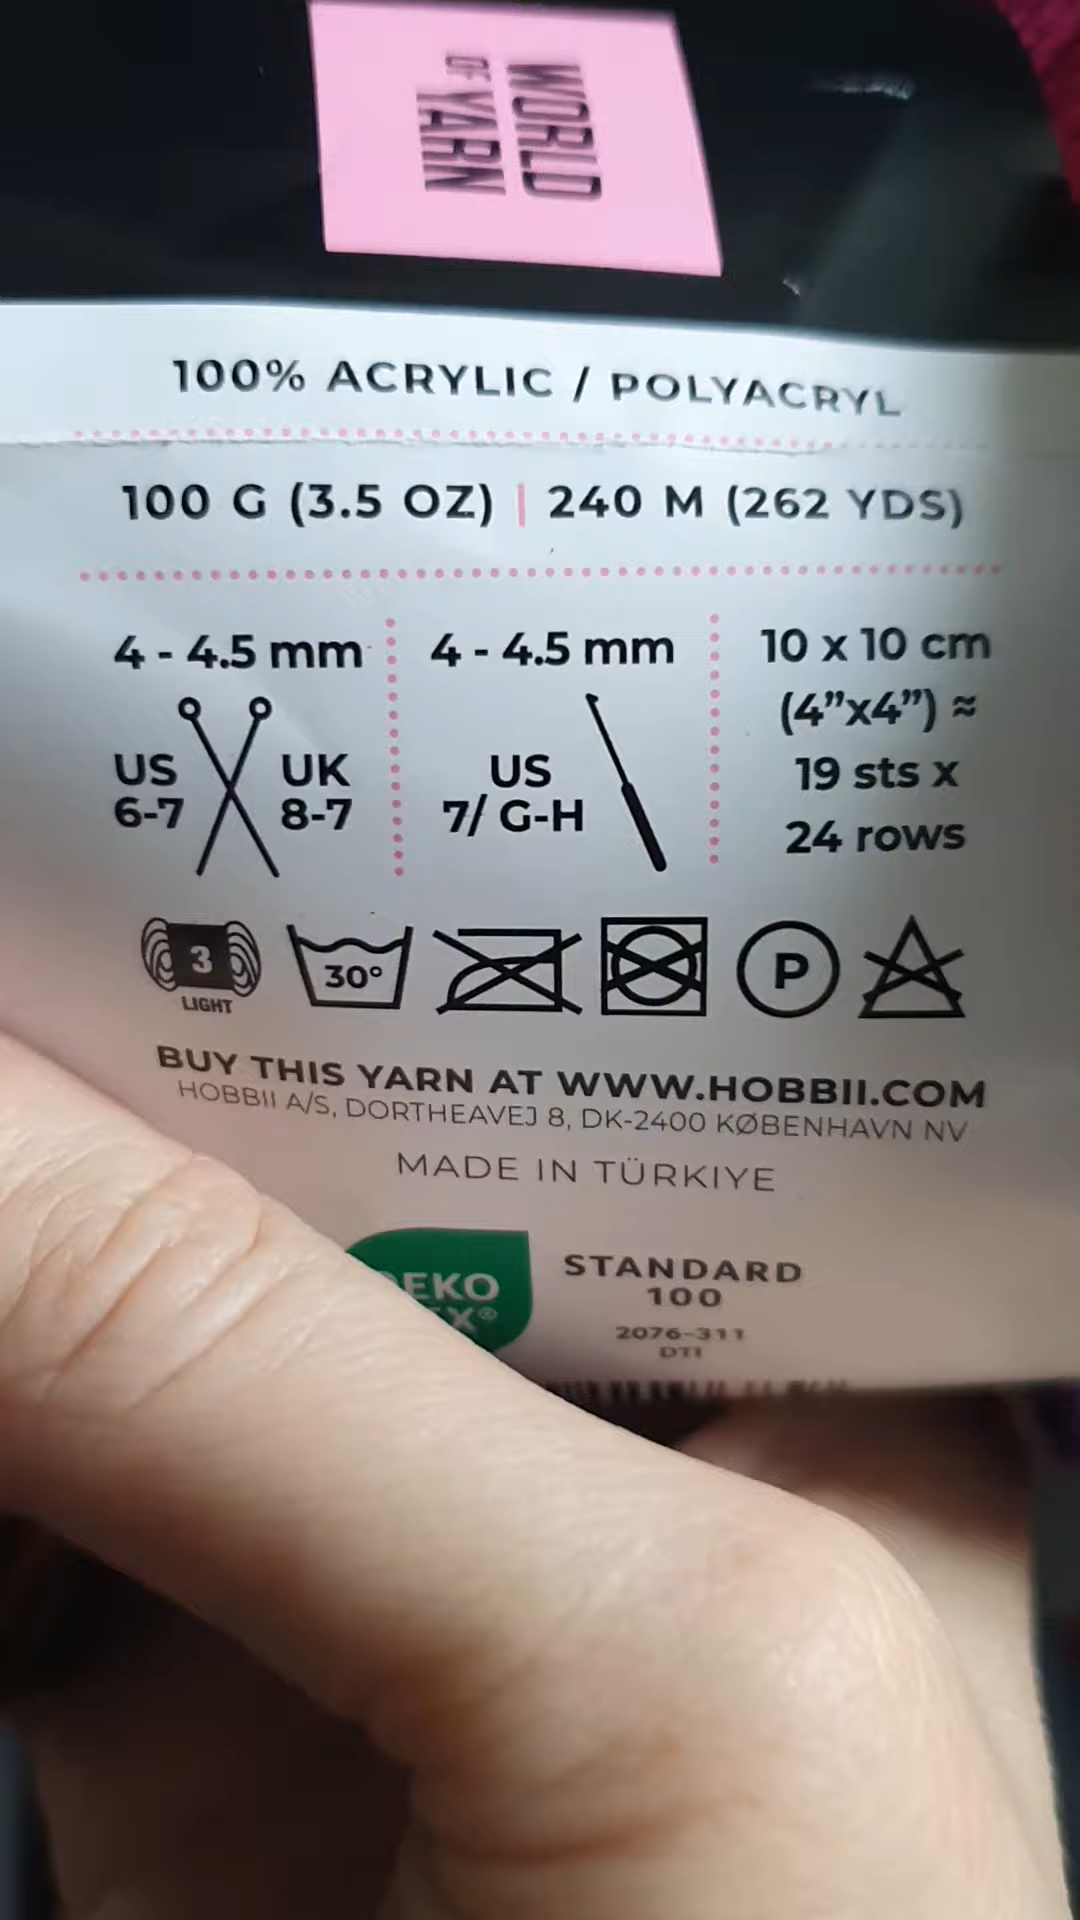 WORLD
OF YARN
100% ACRYLIC / POLYACRYL
100 G (3.5 OZ) | 240 M (262 YDS)
4 - 4.5 mm
US
6-7
UK
8-7
4 - 4.5 mm
US
7/ G-H
10 x 10 cm
(4”x4”) ≈
19 sts x
24 rows
3
LIGHT
30°
P
BUY THIS YARN AT WWW.HOBBII.COM
HOBBII A/S, DORTHEAVEJ 8, DK-2400 KØBENHAVN NV
MADE IN TÜRKIYE
EKO
X®
STANDARD
100
2076-311
DTI